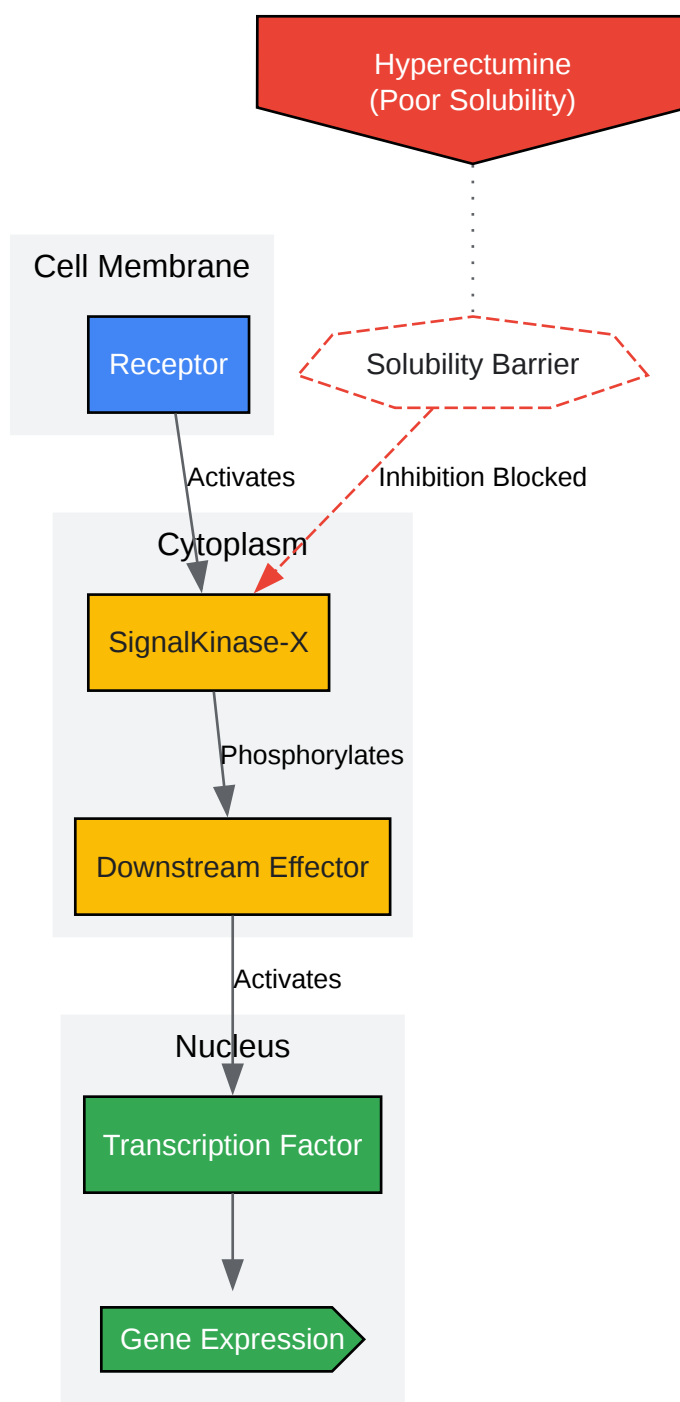 Hyperectumine
(Poor Solubility)
Cell Membrane
Receptor
Solubility Barrier
Activates
Inhibition Blocked
Cytoplasm
SignalKinase-X
Phosphorylates
Downstream Effector
Activates
Nucleus
Transcription Factor
Gene Expression